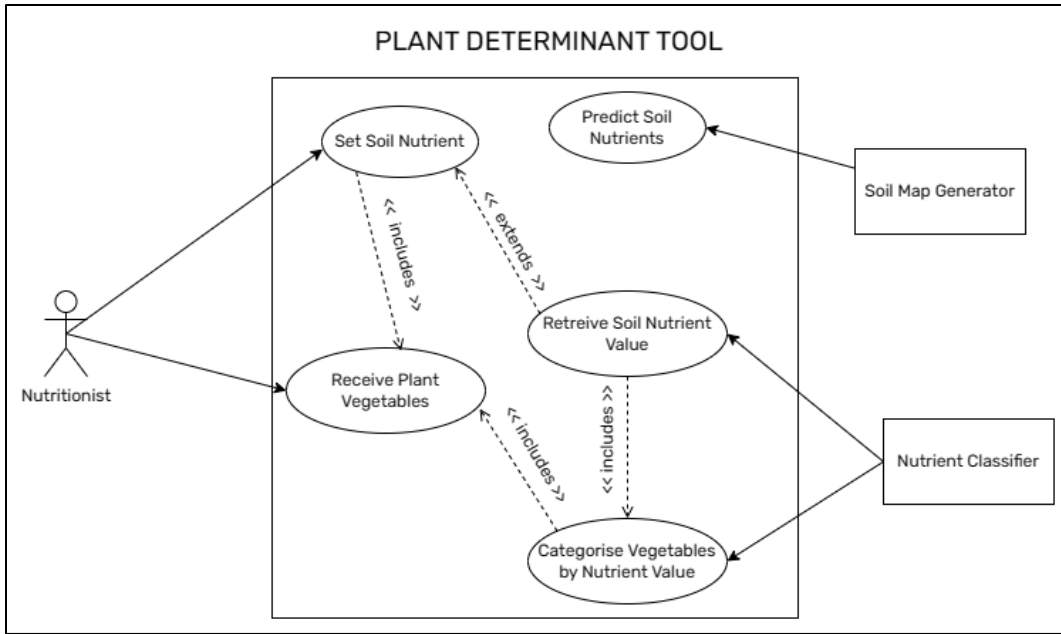 PLANT DETERMINANT TOOL
Set Soil Nutrient
Predict Soil
Nutrients
Soil Map Generator
<< includes >>
<< extends >>
Retreive Soil Nutrient
Value
Receive Plant
Vegetables
Nutritionist
<< includes >>
<< includes >>
Nutrient Classifier
Categorise Vegetables
by Nutrient Value